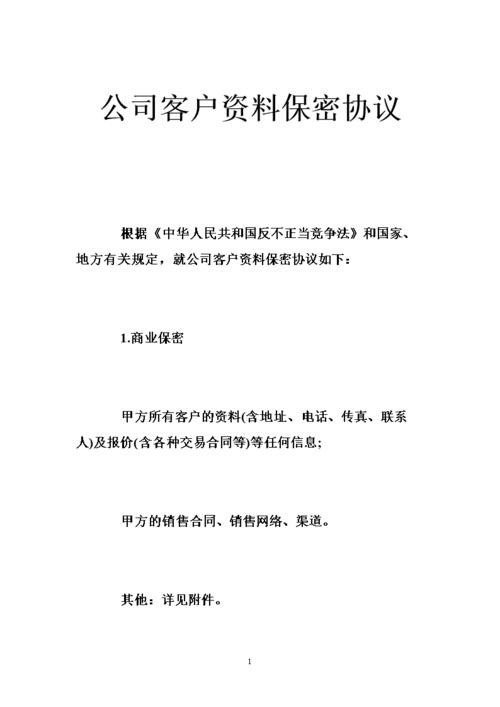 公司客户资料保密协议
根据《中华人民共和国反不正当竞争法》和国家、
地方有关规定，就公司客户资料保密协议如下：
1.商业保密
甲方所有客户的资料(含地址、电话、传真、联系
人)及报价(含各种交易合同等)等任何信息;
甲方的销售合同、销售网络、渠道。
其他：详见附件。
1